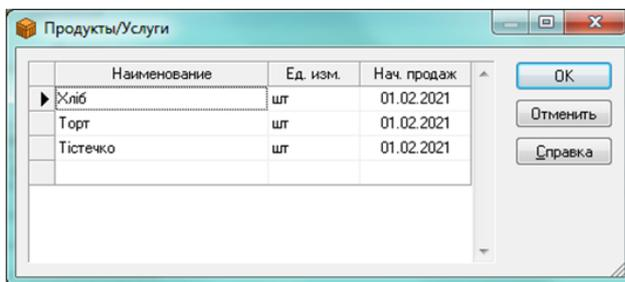 Продукты/Услуги
Наименование Ед. изм. Нач. продаж
Хліб шт 01.02.2021
Торт шт 01.02.2021
Тістечко шт 01.02.2021
OK
Отменить
Справка